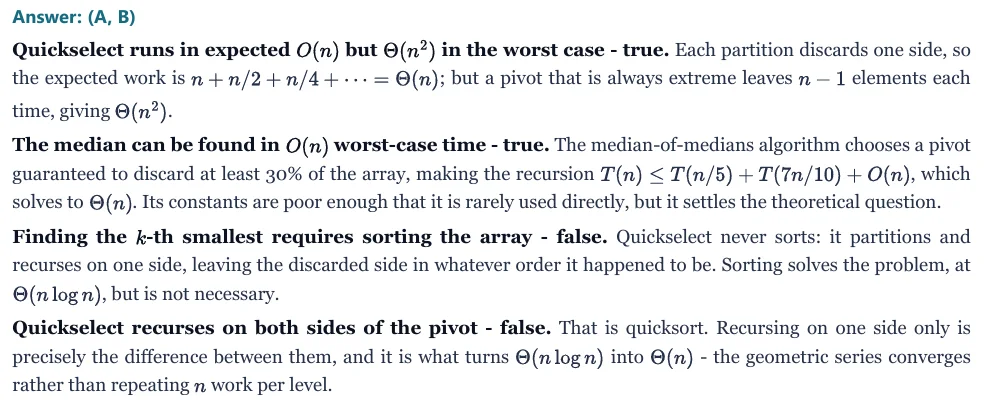 Answer: (A, B)
Quickselect runs in expected O(n) but Θ(n²) in the worst case - true. Each partition discards one side, so
the expected work is n + n/2 + n/4 + ⋯ = Θ(n); but a pivot that is always extreme leaves n − 1 elements each
time, giving Θ(n²).
The median can be found in O(n) worst-case time - true. The median-of-medians algorithm chooses a pivot
guaranteed to discard at least 30% of the array, making the recursion T(n) ≤ T(n/5) + T(7n/10) + O(n), which
solves to Θ(n). Its constants are poor enough that it is rarely used directly, but it settles the theoretical question.
Finding the k-th smallest requires sorting the array - false. Quickselect never sorts: it partitions and
recurses on one side, leaving the discarded side in whatever order it happened to be. Sorting solves the problem, at
Θ(n log n), but is not necessary.
Quickselect recurses on both sides of the pivot - false. That is quicksort. Recursing on one side only is
precisely the difference between them, and it is what turns Θ(n log n) into Θ(n) - the geometric series converges
rather than repeating n work per level.